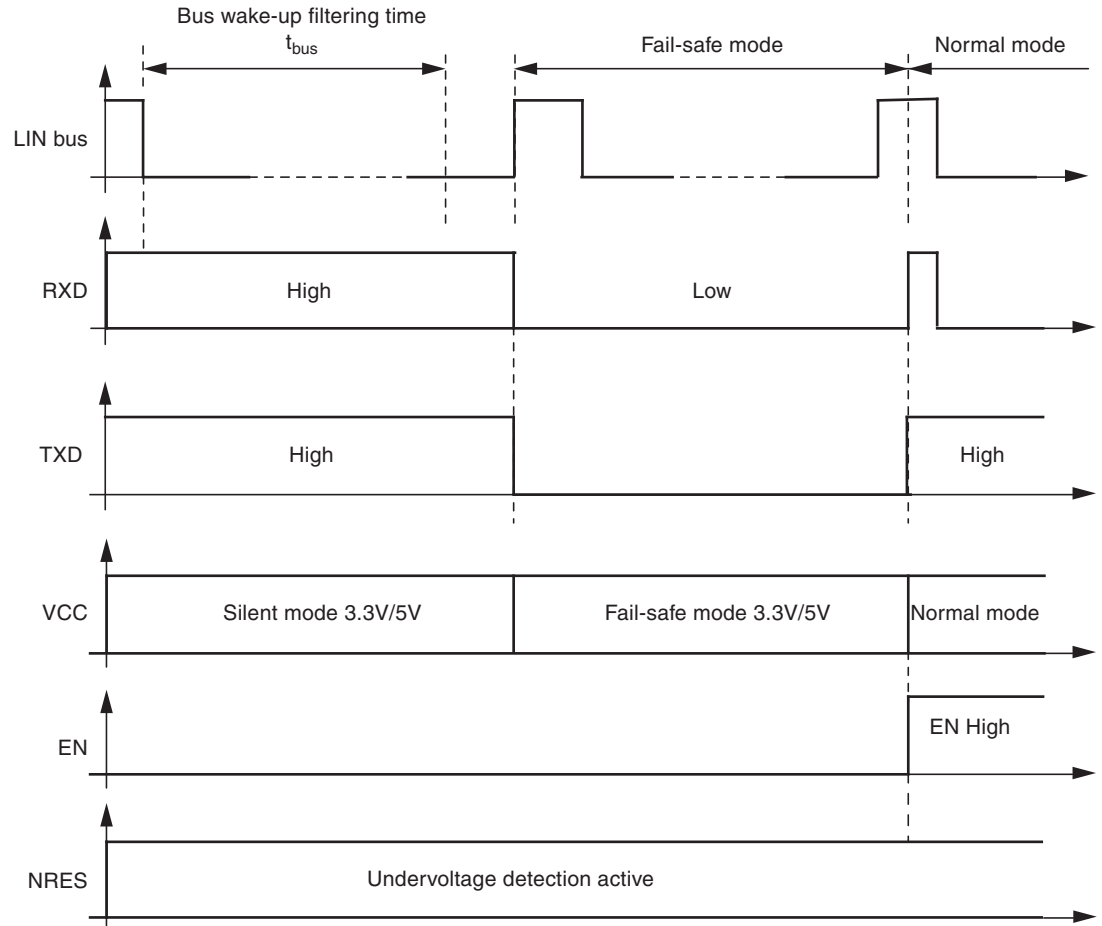 Bus wake-up filtering time
tbus
Fail-safe mode
Normal mode
LIN bus
RXD
High
Low
TXD
High
High
VCC
Silent mode 3.3V/5V
Fail-safe mode 3.3V/5V
Normal mode
EN
EN High
NRES
Undervoltage detection active